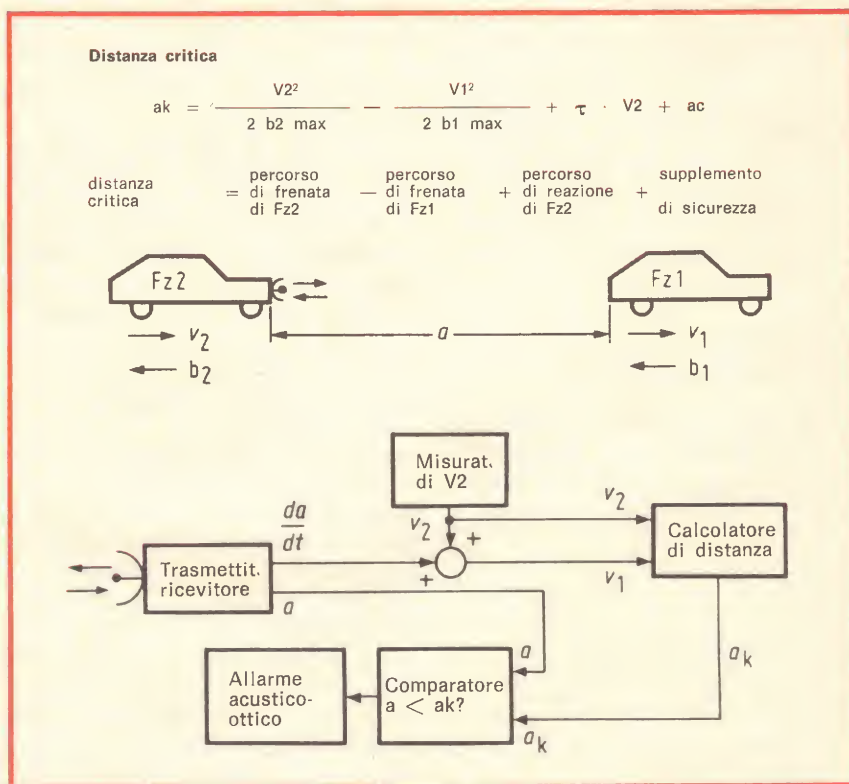 Distanza critica
ak = V2² / 2 b2 max − V1² / 2 b1 max + τ · V2 + ac
distanza critica = percorso di frenata di Fz2 − percorso di frenata di Fz1 + percorso di reazione di Fz2 + supplemento di sicurezza
Fz2
Fz1
a
v2
b2
v1
b1
Misurat. di V2
da/dt
v2
+
+
v2
v1
Calcolatore di distanza
Trasmettit. ricevitore
a
a
ak
Allarme acustico-ottico
Comparatore a < ak?
ak